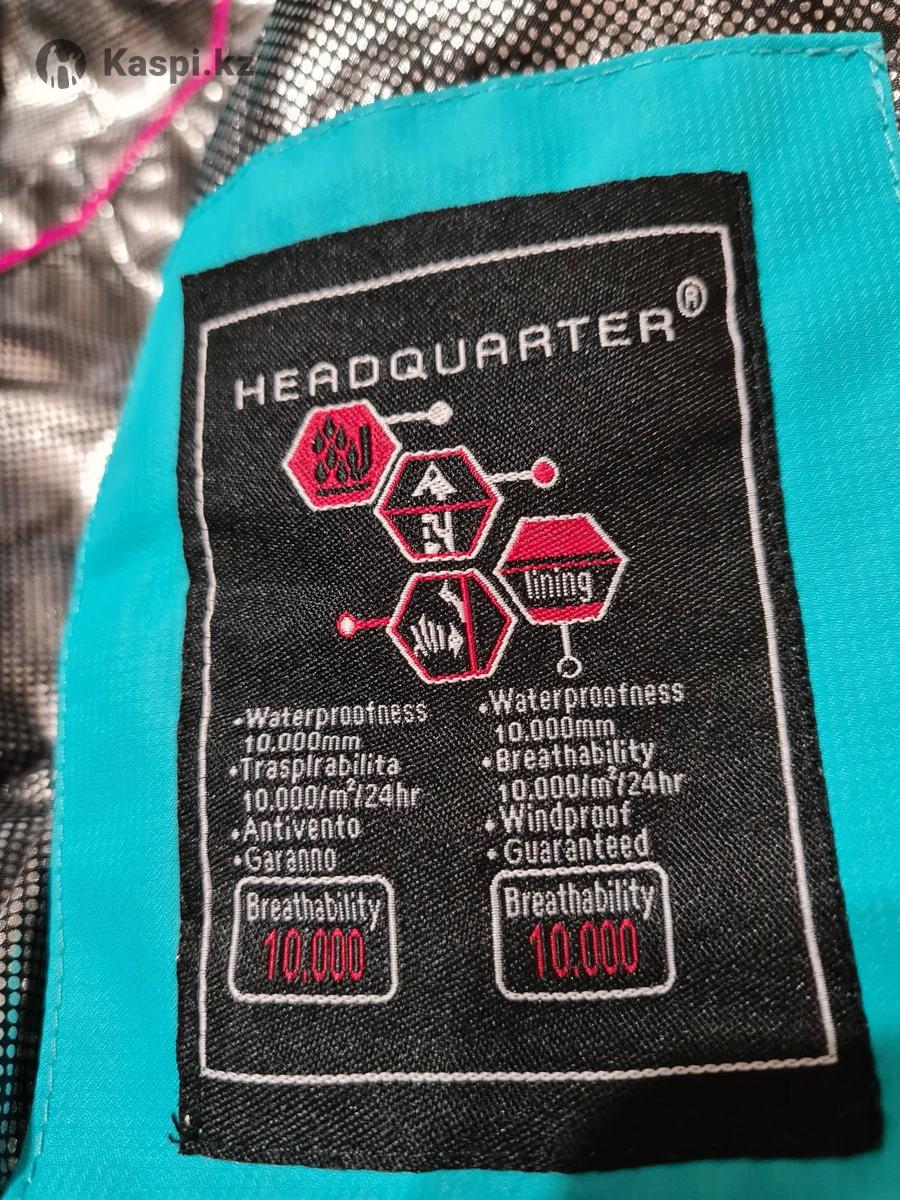 Kaspi.kz
HEADQUARTER®
lining
•Waterproofness
10.000mm
•Traspirabilita
10.000/m²/24hr
•Antivento
•Garanno
Breathability
10.000
•Waterproofness
10.000mm
•Breathability
10.000/m²/24hr
•Windproof
•Guaranteed
Breathability
10.000